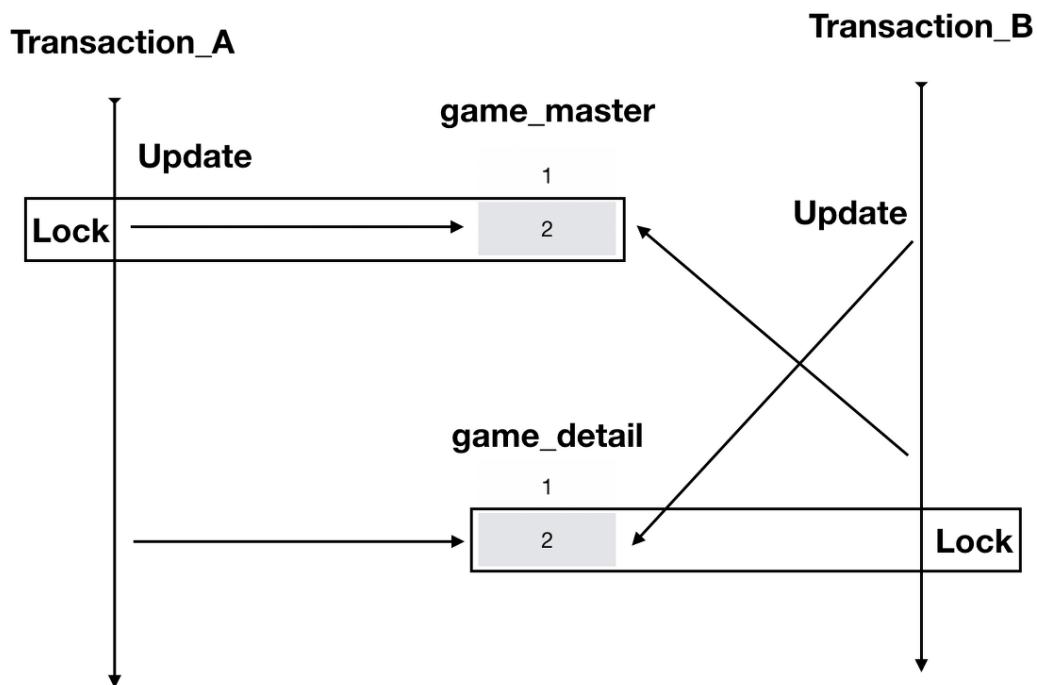 Transaction_A
Transaction_B
game_master
Update
1
Lock
2
Update
game_detail
1
2
Lock